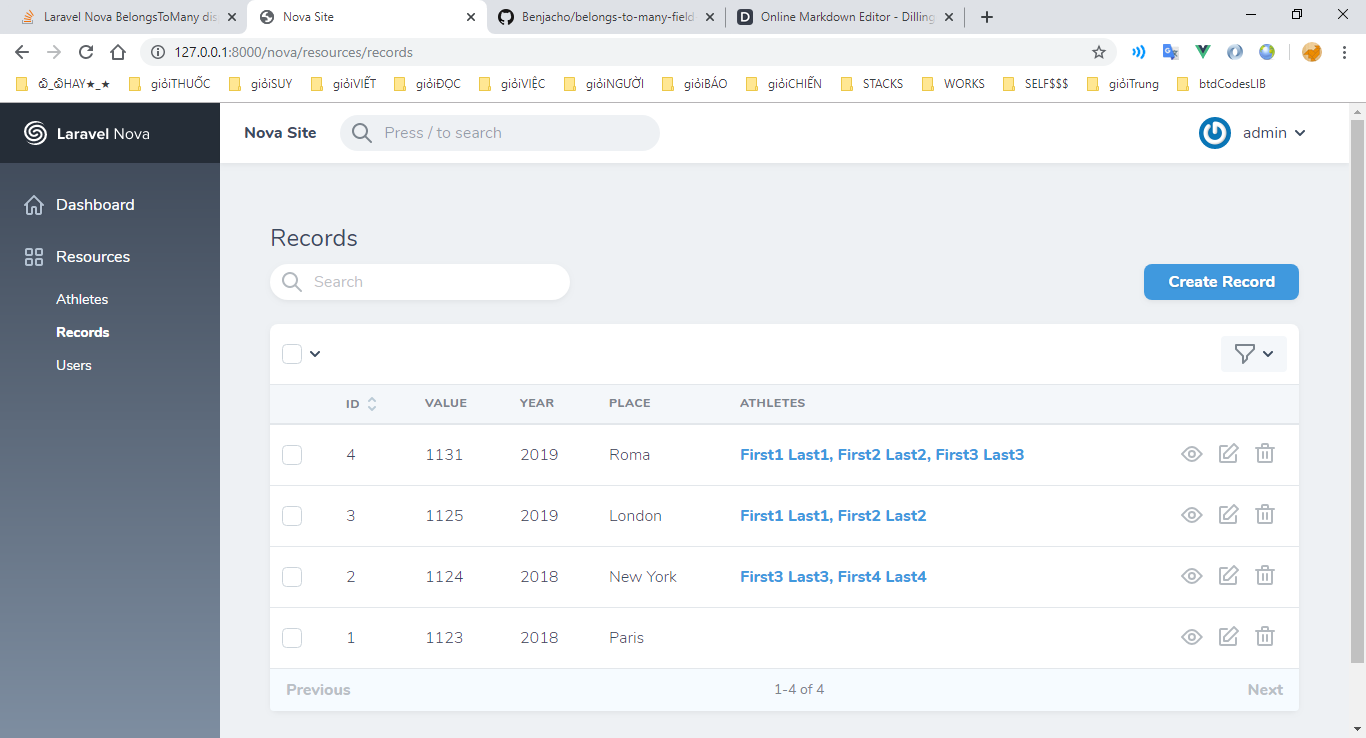 Laravel Nova BelongsToMany dis
Nova Site
Benjacho/belongs-to-many-field
Online Markdown Editor - Dilling
127.0.0.1:8000/nova/resources/records
giỏiTHUỐC
giỏiSUY
giỏiVIẾT
giỏiĐỌC
giỏiVIỆC
giỏiNGƯỜI
giỏiBÁO
giỏiCHIẾN
STACKS
WORKS
SELF$$$
giỏiTrung
btdCodesLIB
Laravel Nova
Nova Site
Press / to search
admin
Dashboard
Resources
Athletes
Records
Users
Records
Search
Create Record
ID VALUE YEAR PLACE ATHLETES
4 1131 2019 Roma First1 Last1, First2 Last2, First3 Last3
3 1125 2019 London First1 Last1, First2 Last2
2 1124 2018 New York First3 Last3, First4 Last4
1 1123 2018 Paris
Previous 1-4 of 4 Next